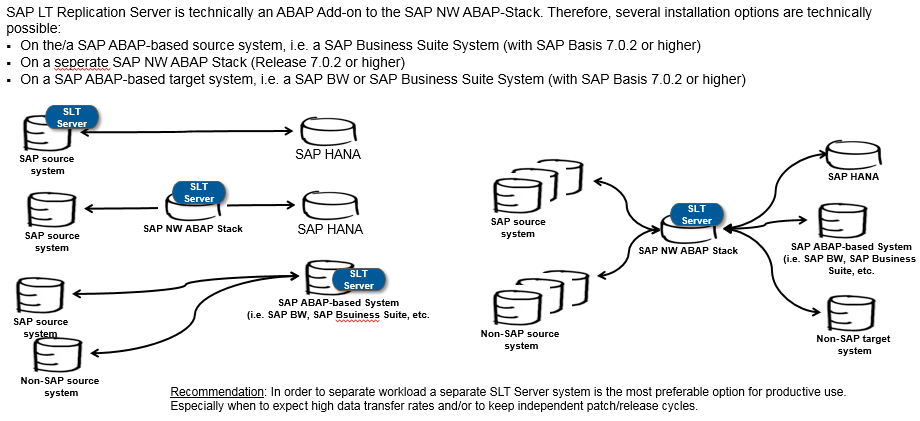 SAP LT Replication Server is technically an ABAP Add-on to the SAP NW ABAP-Stack. Therefore, several installation options are technically
possible:
▪ On the/a SAP ABAP-based source system, i.e. a SAP Business Suite System (with SAP Basis 7.0.2 or higher)
▪ On a seperate SAP NW ABAP Stack (Release 7.0.2 or higher)
▪ On a SAP ABAP-based target system, i.e. a SAP BW or SAP Business Suite System (with SAP Basis 7.0.2 or higher)
SLT
Server
SAP source
system
SAP HANA
SLT
Server
SAP source
system
SAP NW ABAP Stack
SAP HANA
SLT
Server
SAP ABAP-based System
(i.e. SAP BW, SAP Bsuiness Suite, etc.
SAP source
system
Non-SAP source
system
SAP source
system
Non-SAP source
system
SLT
Server
SAP NW ABAP Stack
SAP HANA
SAP ABAP-based System
(i.e. SAP BW, SAP Business
Suite, etc.
Non-SAP target
system
Recommendation: In order to separate workload a separate SLT Server system is the most preferable option for productive use.
Especially when to expect high data transfer rates and/or to keep independent patch/release cycles.